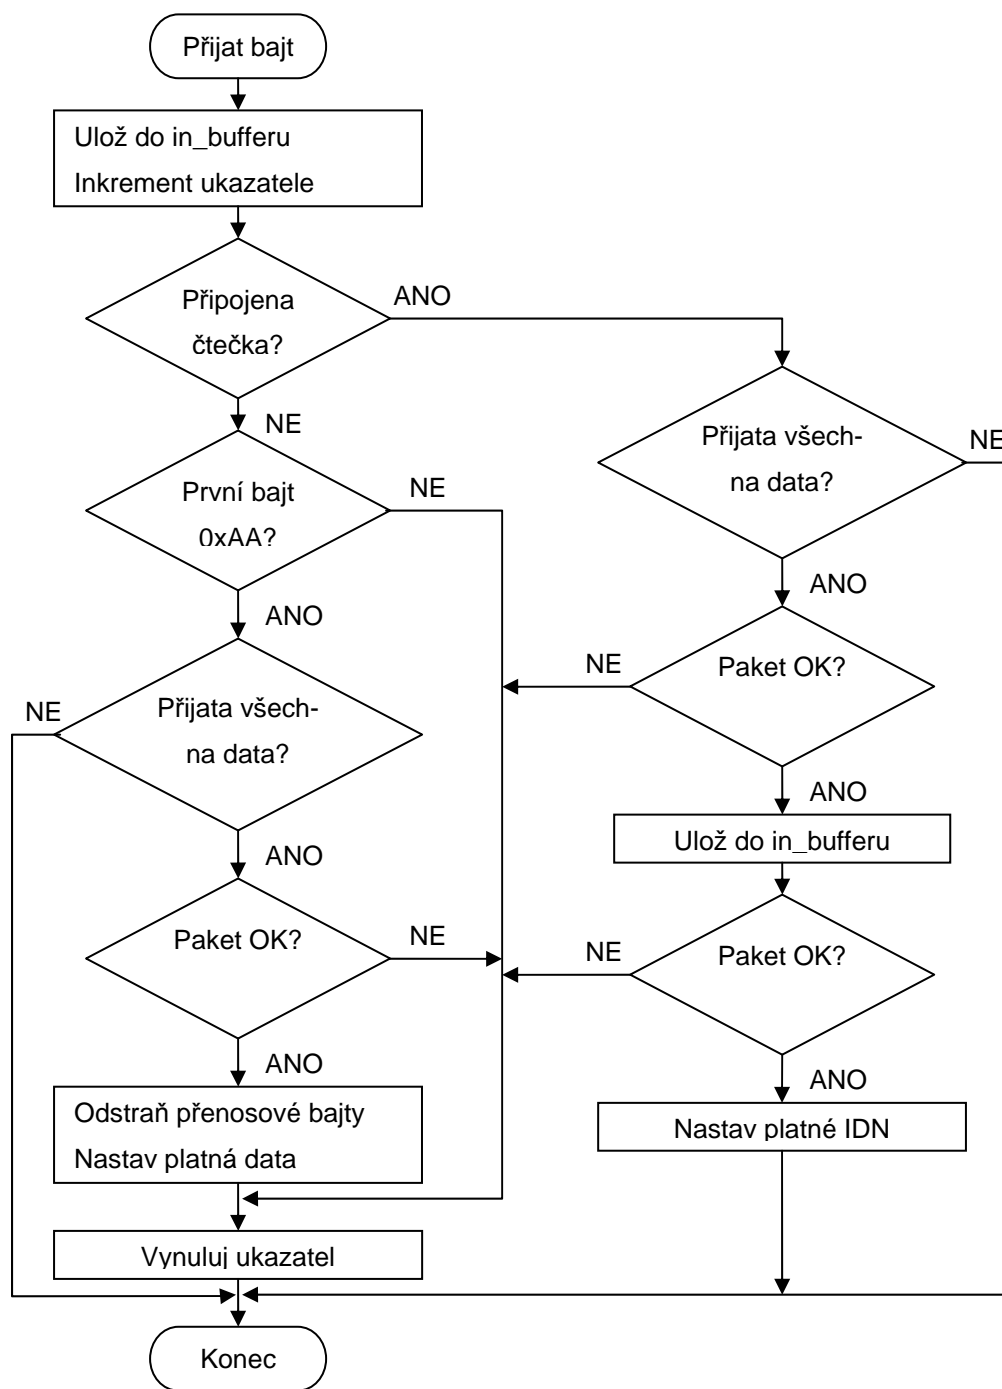 Přijat bajt
Ulož do in_bufferu
Inkrement ukazatele
Připojena
čtečka?
ANO
NE
Přijata všech-
na data?
NE
První bajt
0xAA?
NE
ANO
ANO
Paket OK?
NE
Přijata všech-
na data?
NE
ANO
ANO
Ulož do in_bufferu
Paket OK?
NE
Paket OK?
NE
ANO
ANO
Odstraň přenosové bajty
Nastav platná data
Nastav platné IDN
Vynuluj ukazatel
Konec